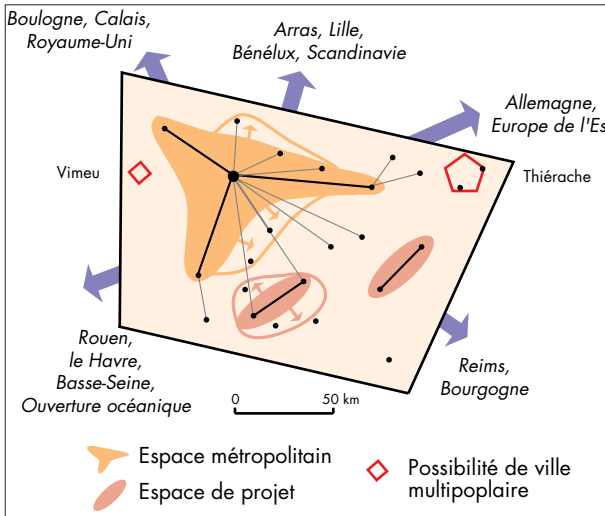 Boulogne, Calais,
Royaume-Uni
Arras, Lille,
Bénélux, Scandinavie
Allemagne,
Europe de l'Es
Vimeu
Thiérache
Rouen,
le Havre,
Basse-Seine,
Ouverture océanique
Reims,
Bourgogne
0 50 km
Espace métropolitain
Espace de projet
Possibilité de ville
multipoplaire